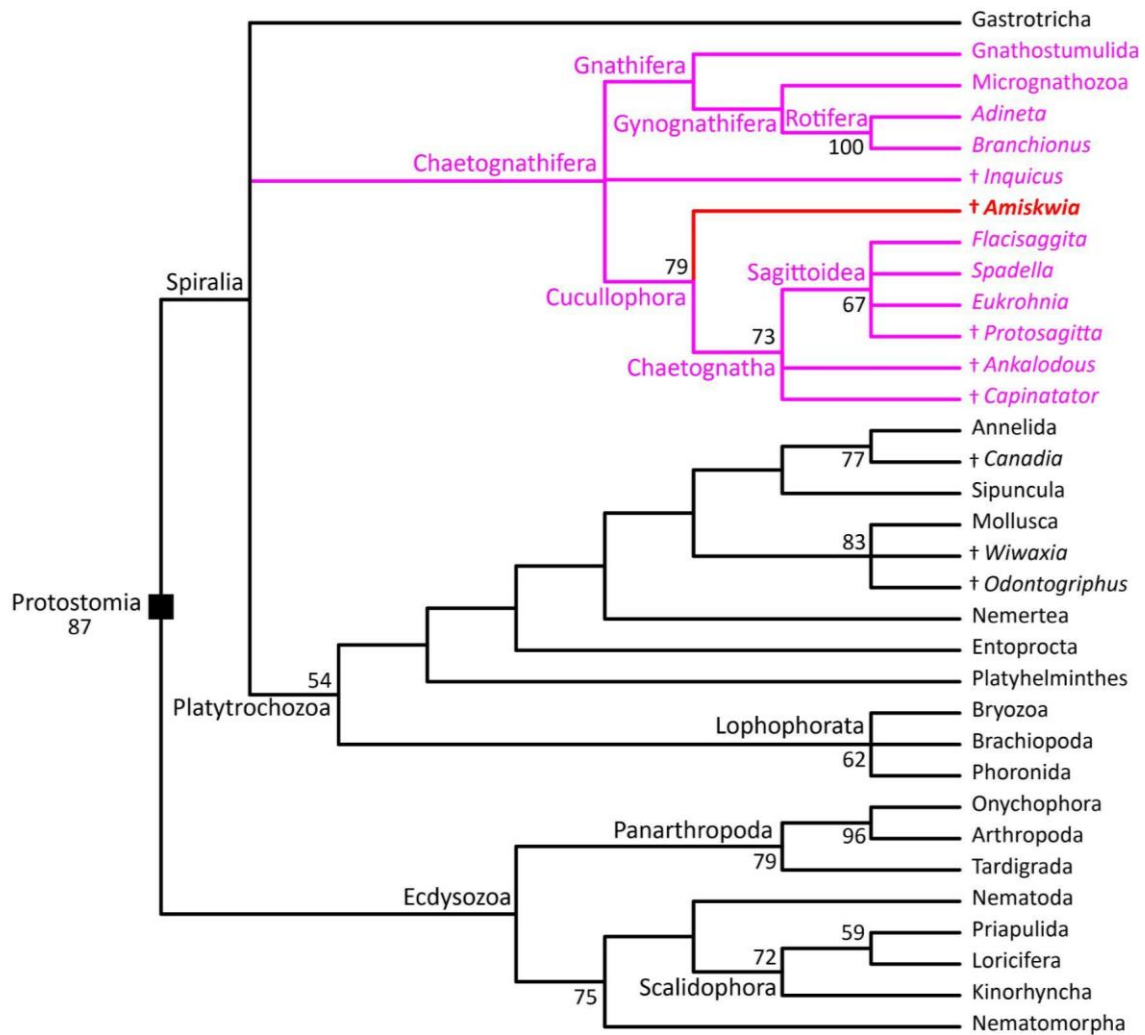 Gastrotricha
Gnathostumulida
Gnathifera
Micrognathozoa
Gynognathifera
Rotifera
Adineta
100
Branchionus
Chaetognathifera
† Inquicus
† Amiskwia
79
Cucullophora
Flacisaggita
Sagittoidea
Spadella
67
Eukrohnia
† Protosagitta
73
Chaetognatha
† Ankalodous
† Capinatator
Spiralia
Annelida
77
† Canadia
Sipuncula
Mollusca
83
† Wiwaxia
† Odontogriphus
Protostomia
87
Nemertea
Entoprocta
54
Platytrochozoa
Platyhelminthes
Lophophorata
62
Bryozoa
Brachiopoda
Phoronida
Onychophora
Panarthropoda
79
96
Arthropoda
Tardigrada
Ecdysozoa
Nematoda
59
Priapulida
72
Scalidophora
Loricifera
75
Kinorhyncha
Nematomorpha